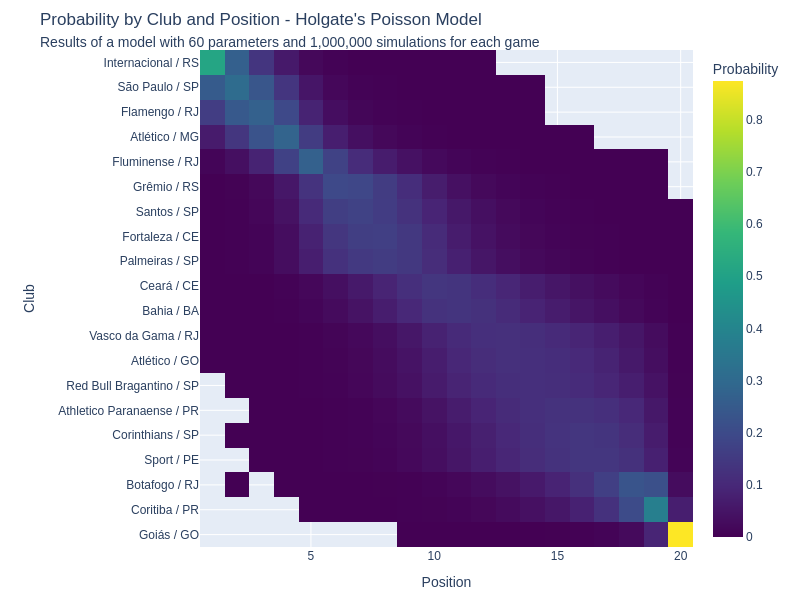 Probability by Club and Position - Holgate's Poisson Model
Results of a model with 60 parameters and 1,000,000 simulations for each game
Probability
Club
Internacional / RS
São Paulo / SP
Flamengo / RJ
Atlético / MG
Fluminense / RJ
Grêmio / RS
Santos / SP
Fortaleza / CE
Palmeiras / SP
Ceará / CE
Bahia / BA
Vasco da Gama / RJ
Atlético / GO
Red Bull Bragantino / SP
Athletico Paranaense / PR
Corinthians / SP
Sport / PE
Botafogo / RJ
Coritiba / PR
Goiás / GO
5 10 15 20
Position
0.8
0.7
0.6
0.5
0.4
0.3
0.2
0.1
0